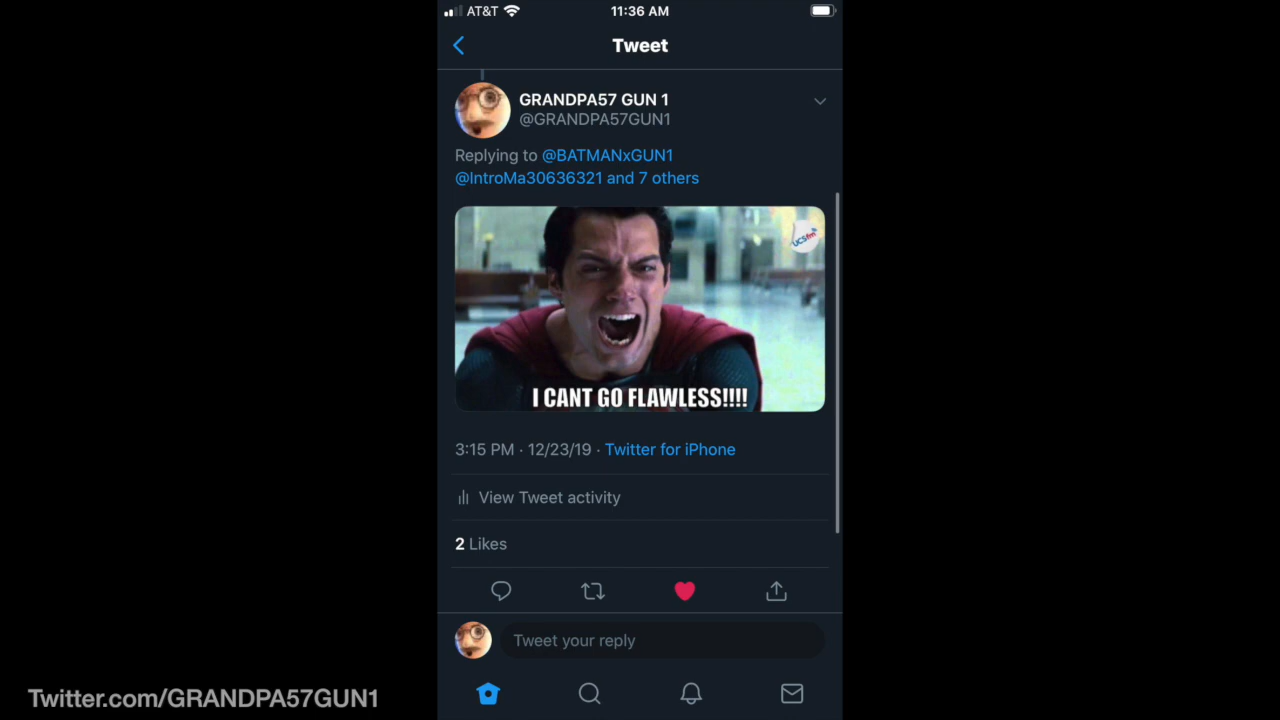 AT&T
11:36 AM
Tweet
GRANDPA57 GUN 1
@GRANDPA57GUN1
Replying to @BATMANxGUN1
@IntroMa30636321 and 7 others
UCSfm
I CANT GO FLAWLESS!!!!
3:15 PM · 12/23/19 · Twitter for iPhone
View Tweet activity
2 Likes
Tweet your reply
Twitter.com/GRANDPA57GUN1